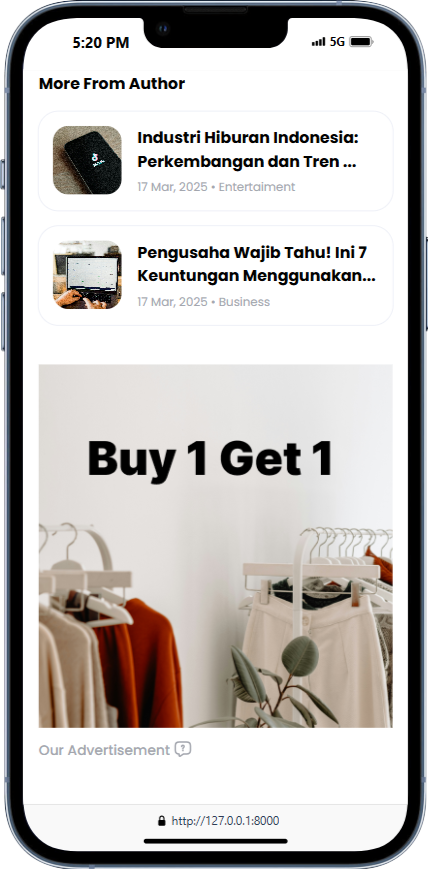 5:20 PM
5G
More From Author
Industri Hiburan Indonesia:
Perkembangan dan Tren ...
17 Mar, 2025 • Entertaiment
Pengusaha Wajib Tahu! Ini 7
Keuntungan Menggunakan...
17 Mar, 2025 • Business
Buy 1 Get 1
Our Advertisement
http://127.0.0.1:8000